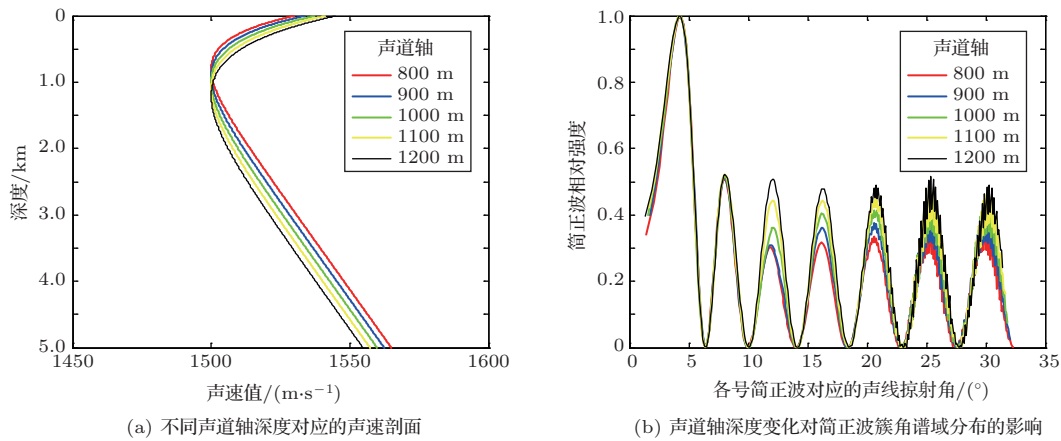 0
1.0
2.0
3.0
4.0
5.0
深度/km
声道轴
800 m
900 m
1000 m
1100 m
1200 m
1450
1500
1550
1600
声速值/(m·s⁻¹)
(a) 不同声道轴深度对应的声速剖面
1.0
0.8
0.6
0.4
0.2
0
简正波相对强度
声道轴
800 m
900 m
1000 m
1100 m
1200 m
0
5
10
15
20
25
30
35
各号简正波对应的声线掠射角/(°)
(b) 声道轴深度变化对简正波簇角谱域分布的影响